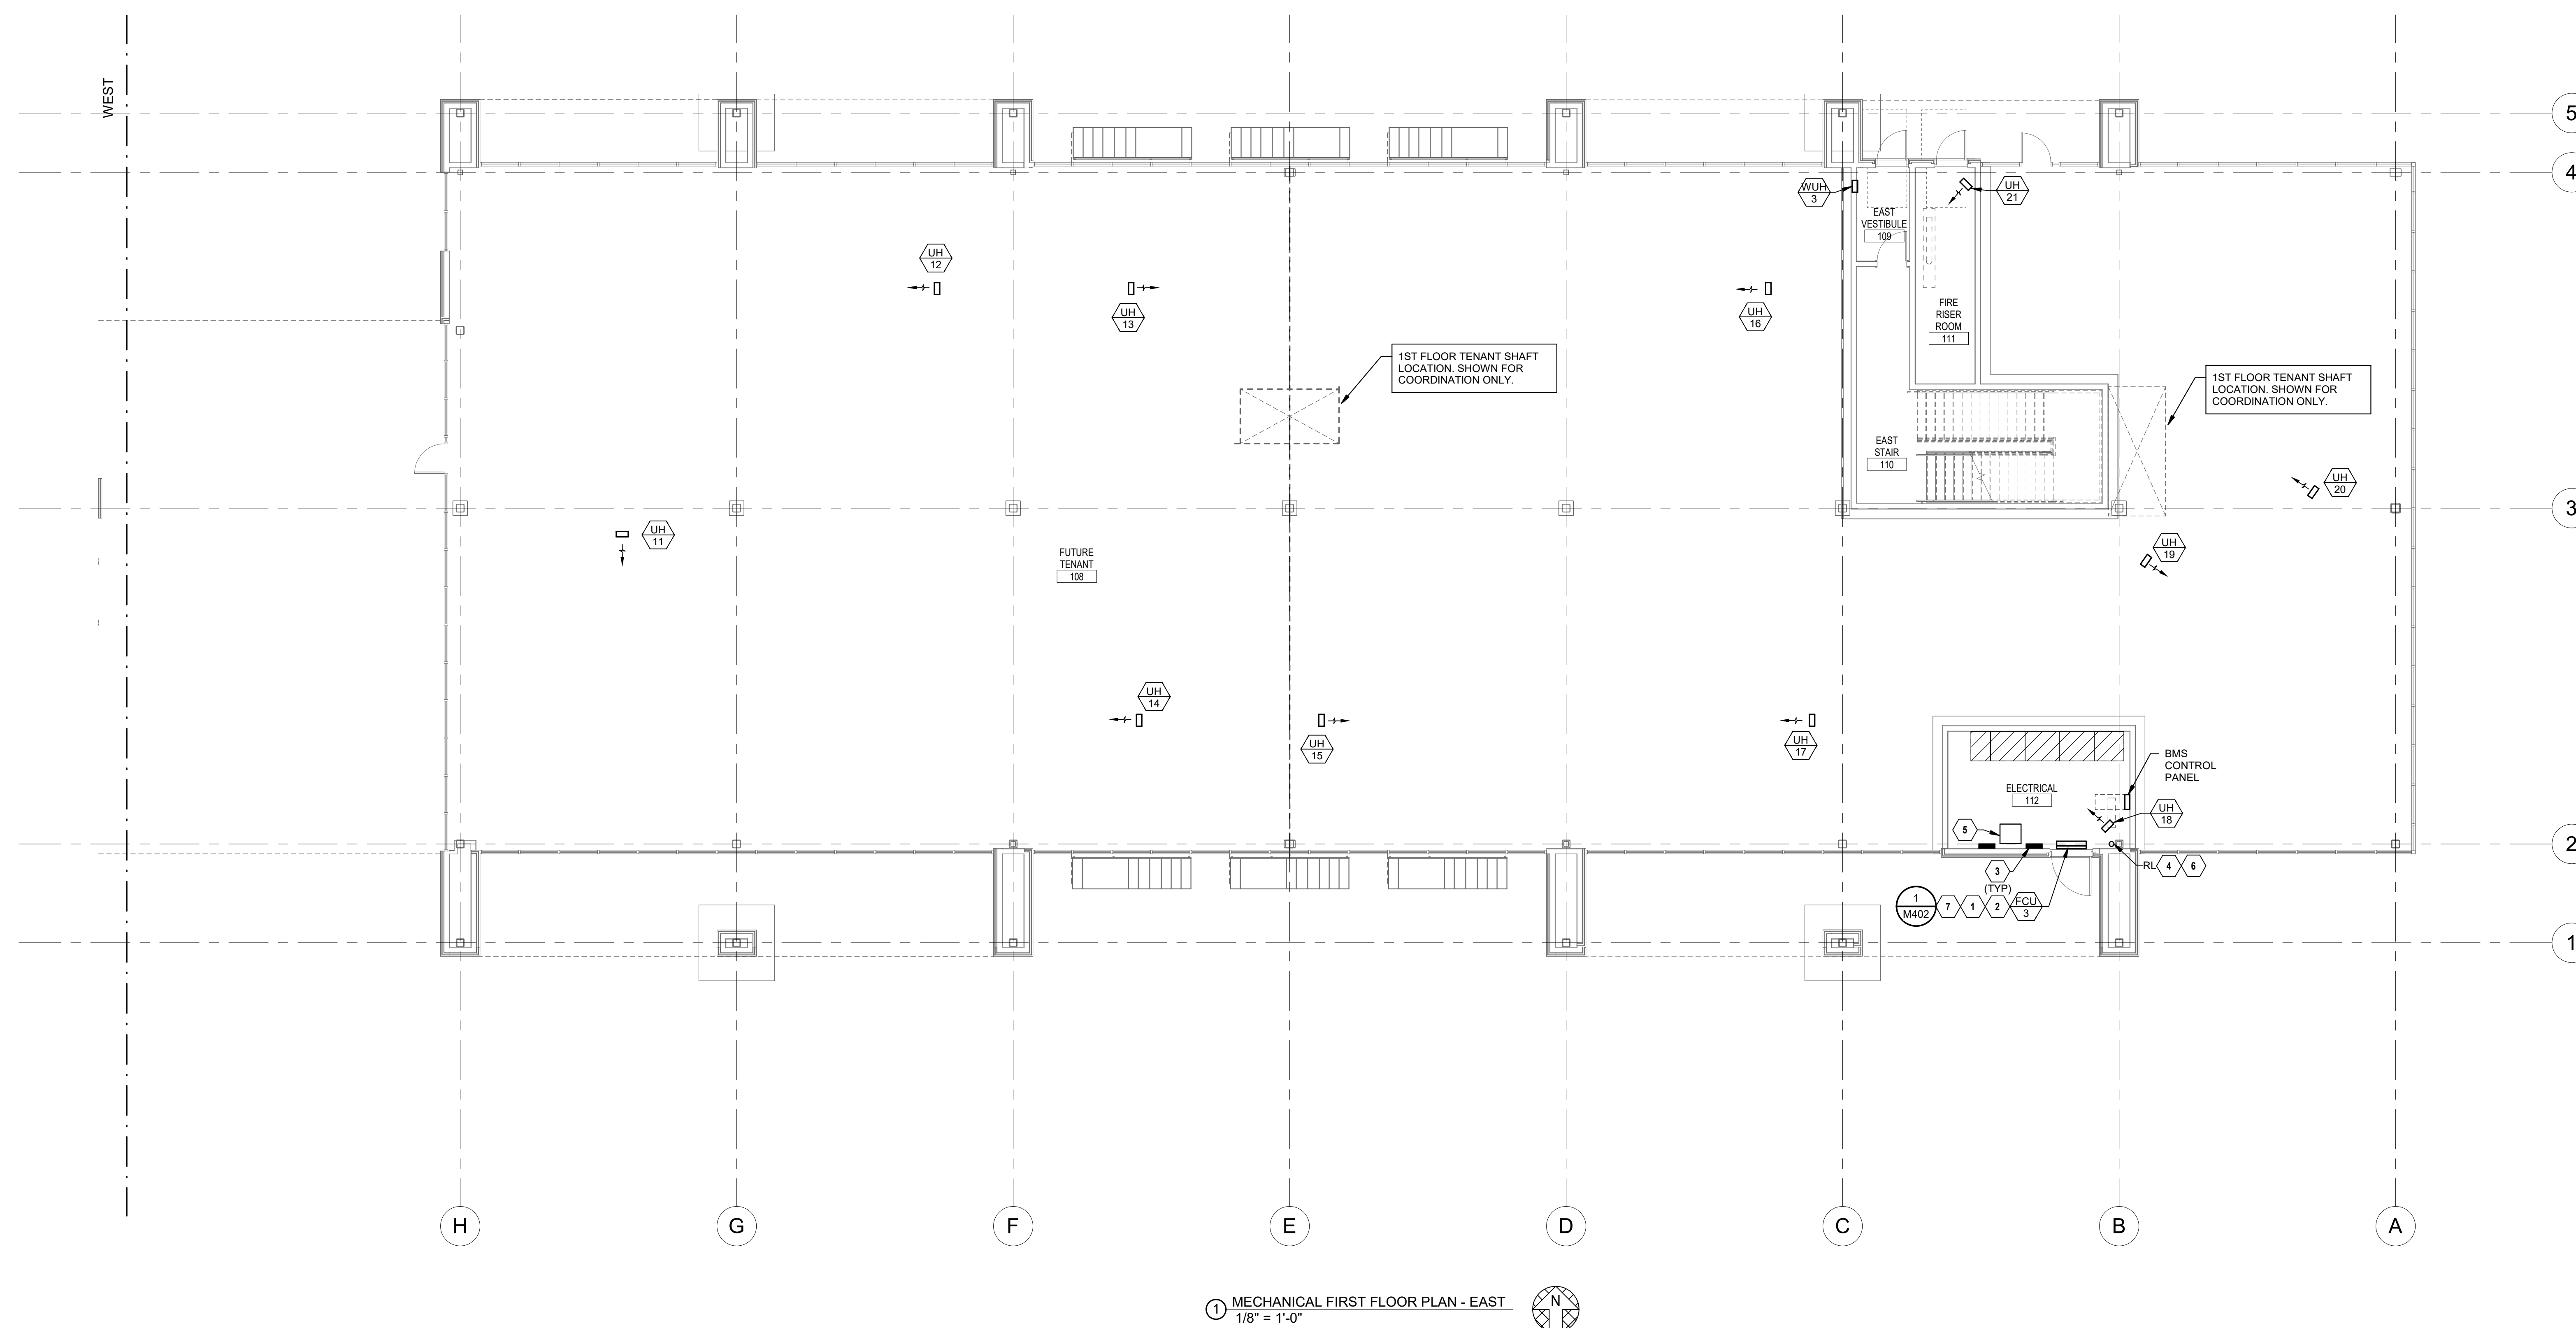 WEST
5
4
WUH
3
UH
21
EAST
VESTIBULE
109
UH
12
UH
13
UH
16
FIRE
RISER
ROOM
111
1ST FLOOR TENANT SHAFT
LOCATION. SHOWN FOR
COORDINATION ONLY.
1ST FLOOR TENANT SHAFT
LOCATION. SHOWN FOR
COORDINATION ONLY.
EAST
STAIR
110
UH
20
3
UH
11
FUTURE
TENANT
108
UH
19
UH
14
UH
15
UH
17
BMS
CONTROL
PANEL
ELECTRICAL
112
UH
18
5
2
3
(TYP)
RL 4 6
1
M402
7 1 2
FCU
3
1
H G F E D C B A
1 MECHANICAL FIRST FLOOR PLAN - EAST
1/8" = 1'-0"
N